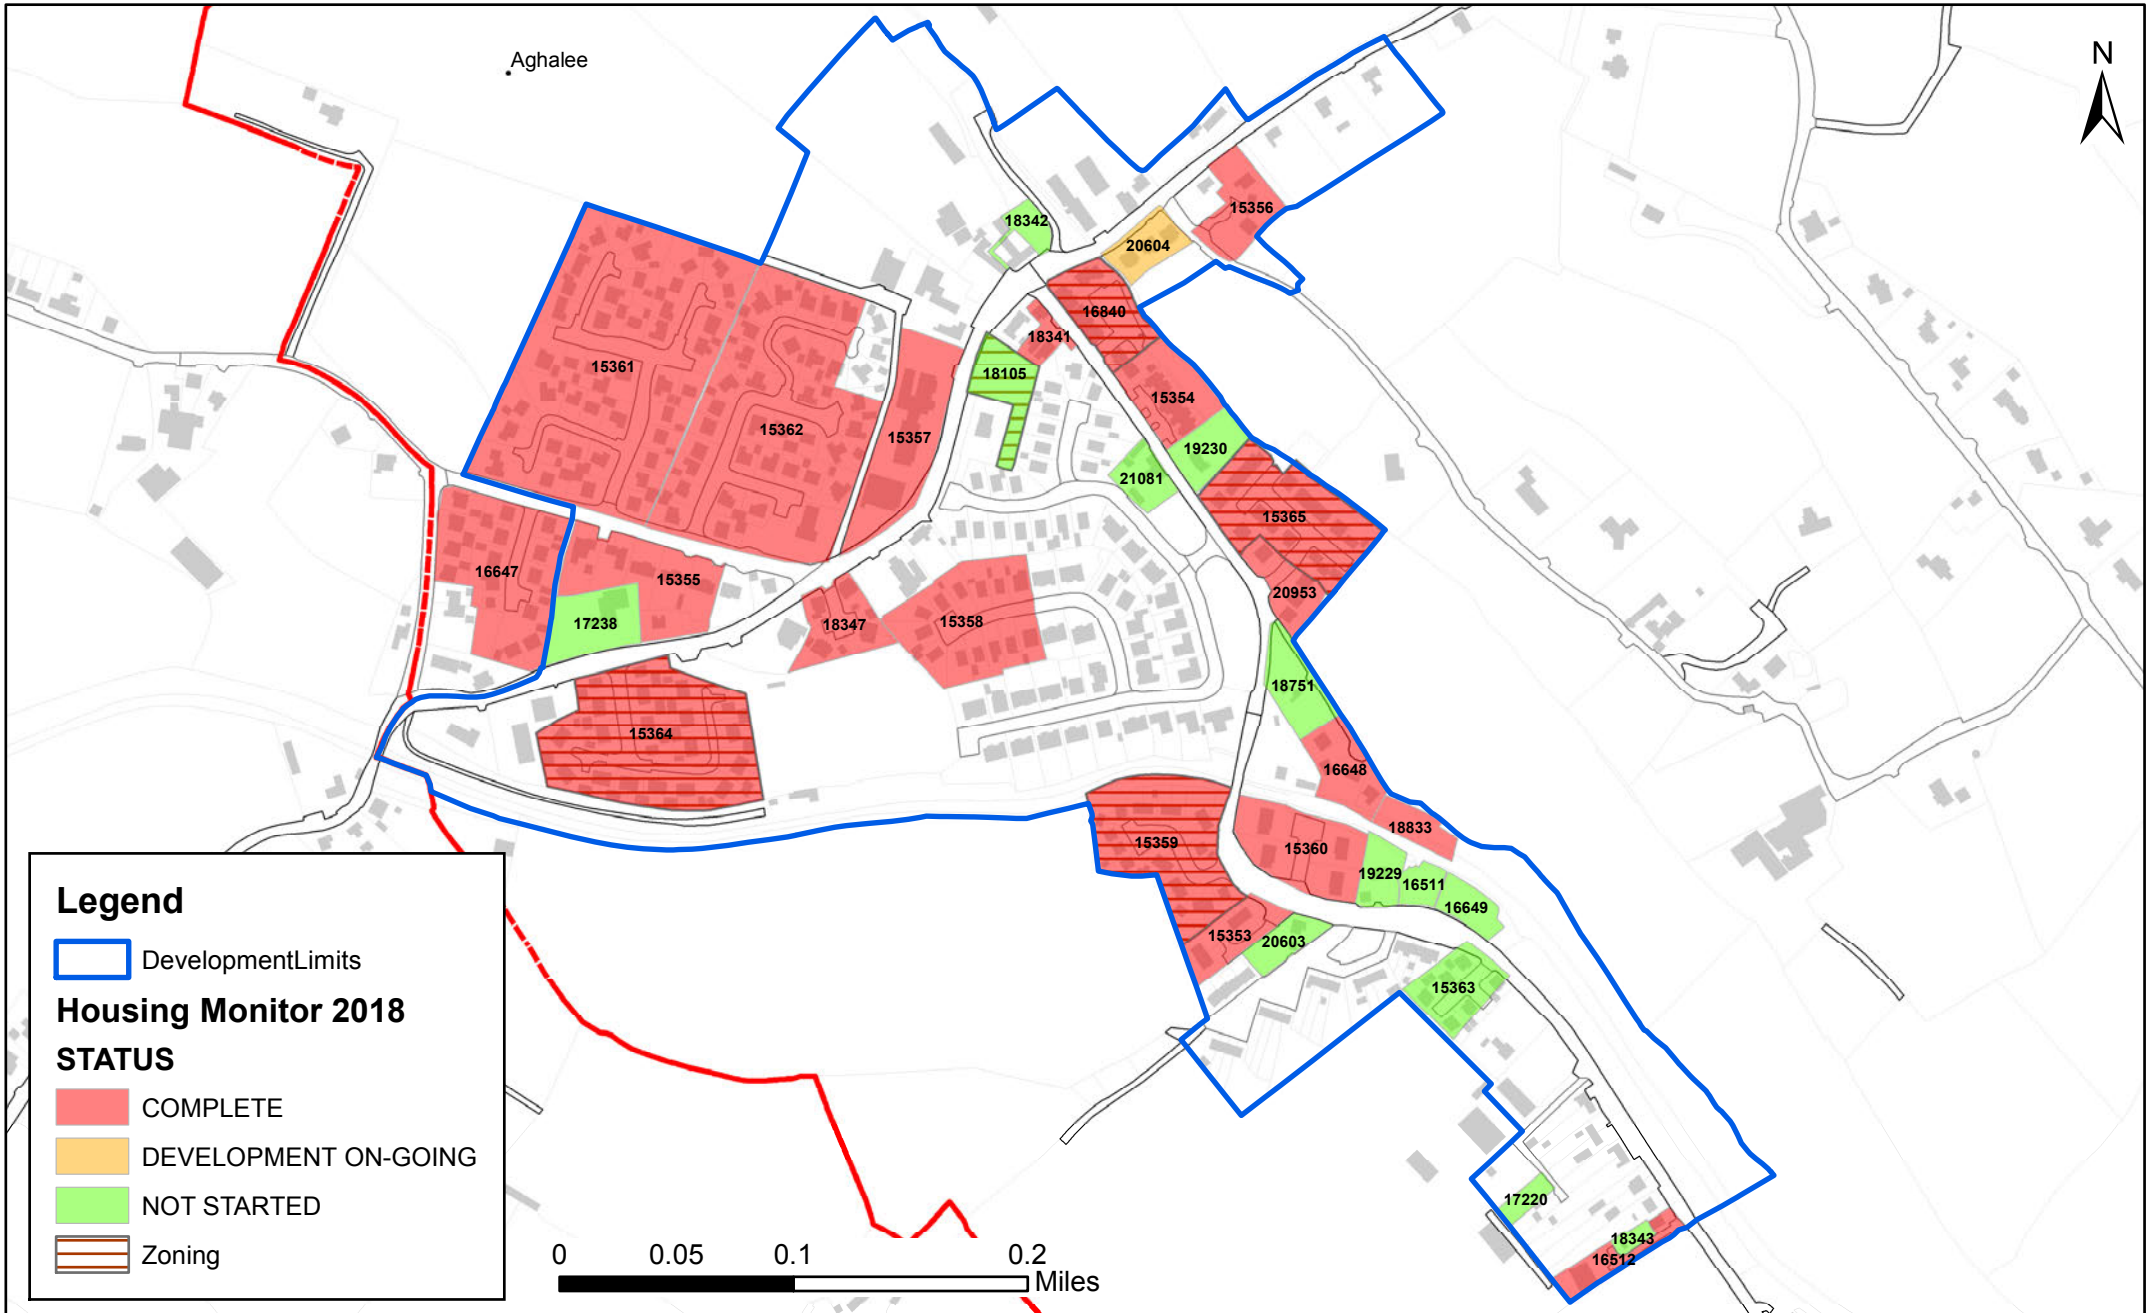 Aghalee
N
18342
15356
20604
16840
18341
15361
18105
15354
15362
15357
19230
21081
15365
16647
15355
20953
17238
18347
15358
18751
15364
16648
18833
15359
15360
19229
16511
16649
15353
20603
15363
17220
18343
16512
Legend
DevelopmentLimits
Housing Monitor 2018
STATUS
COMPLETE
DEVELOPMENT ON-GOING
NOT STARTED
Zoning
0 0.05 0.1 0.2
Miles